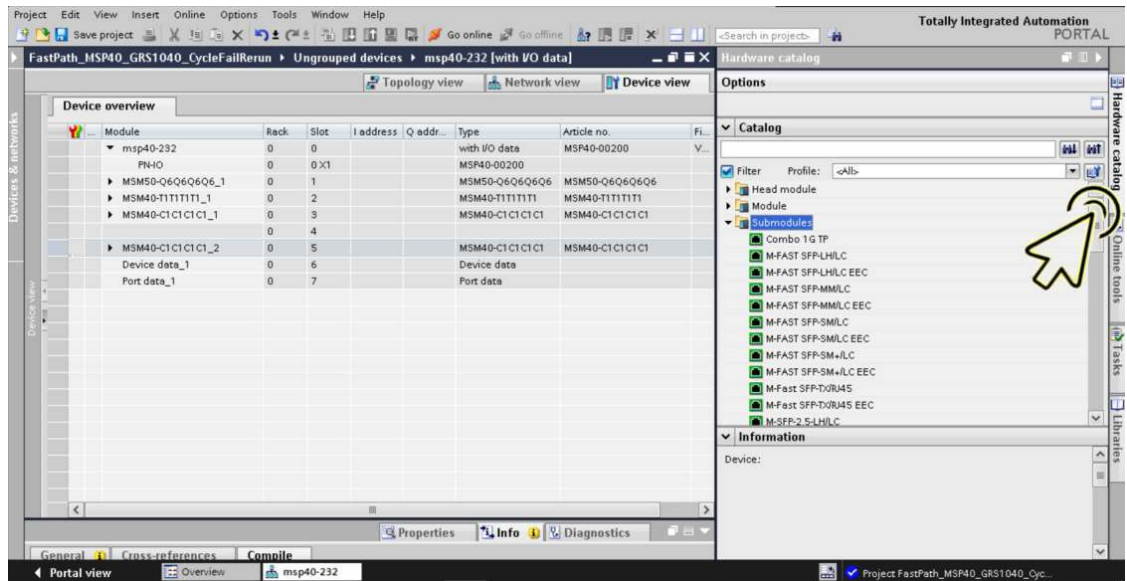 Project Edit View Insert Online Options Tools Window Help
Totally Integrated Automation
PORTAL
Save project Go online Go offline <Search in project>
FastPath_MSP40_GRS1040_CycleFailRerun Ungrouped devices msp40-232 [with I/O data]
Hardware catalog
Topology view Network view Device view
Options
Device overview
... Module Rack Slot I address Q addr... Type Article no. Fi...
msp40-232 0 0 with I/O data MSP40-00200 V...
PN-IO 0 0 X1 MSP40-00200
MSM50-Q6Q6Q6Q6_1 0 1 MSM50-Q6Q6Q6Q6 MSM50-Q6Q6Q6Q6
MSM40-T1T1T1T1_1 0 2 MSM40-T1T1T1T1 MSM40-T1T1T1T1
MSM40-C1C1C1C1_1 0 3 MSM40-C1C1C1C1 MSM40-C1C1C1C1
0 4
MSM40-C1C1C1C1_2 0 5 MSM40-C1C1C1C1 MSM40-C1C1C1C1
Device data_1 0 6 Device data
Port data_1 0 7 Port data
Catalog
Filter Profile: <All>
Head module
Module
Submodules
Combo 1G TP
M-FAST SFP-LH/LC
M-FAST SFP-LH/LC EEC
M-FAST SFP-MM/LC
M-FAST SFP-MM/LC EEC
M-FAST SFP-SM/LC
M-FAST SFP-SM/LC EEC
M-FAST SFP-SM+/LC
M-FAST SFP-SM+/LC EEC
M-Fast SFP-TX/RJ45
M-Fast SFP-TX/RJ45 EEC
M-SFP-2.5-LH/LC
Information
Device:
Devices & networks
Device view
Hardware catalog
Online tools
Tasks
Libraries
Properties Info Diagnostics
General Cross-references Compile
Portal view Overview msp40-232 Project FastPath_MSP40_GRS1040_Cyc...